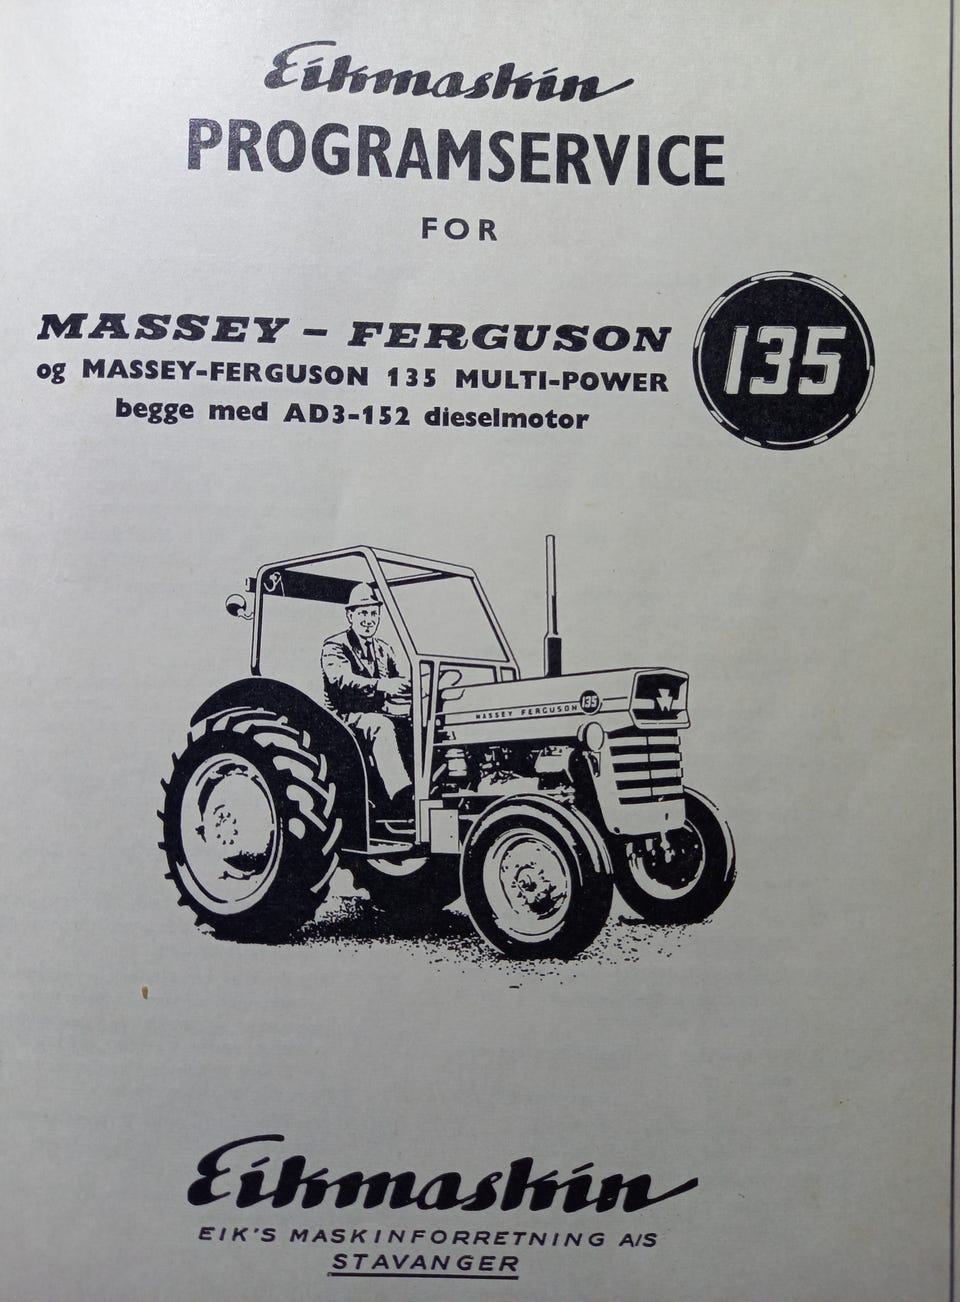 Eikmaskin
PROGRAMSERVICE
FOR
MASSEY - FERGUSON 135
og MASSEY-FERGUSON 135 MULTI-POWER
begge med AD3-152 dieselmotor
MASSEY FERGUSON 135
Eikmaskin
EIK'S MASKINFORRETNING A/S
STAVANGER